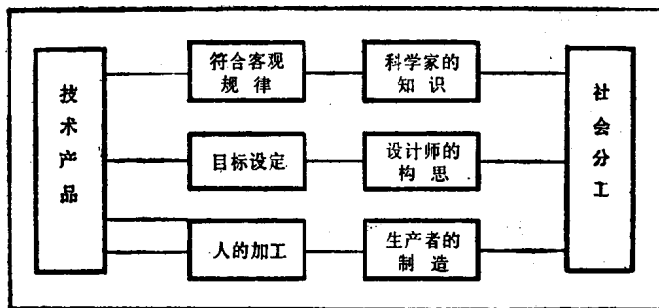 技术产品
符合客观
规律
科学家的
知识
目标设定
设计师的
构思
人的加工
生产者的
制造
社会分工